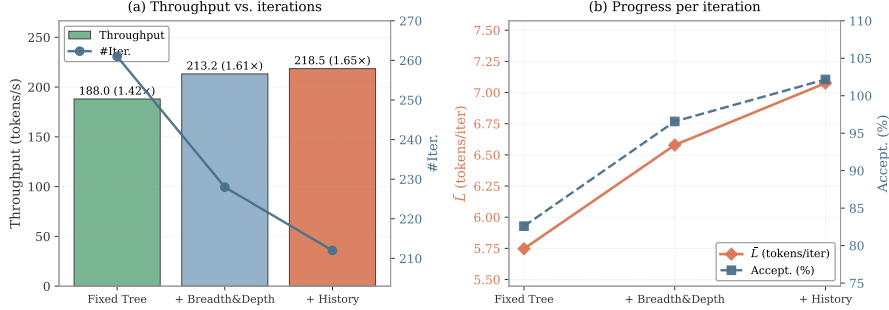 (a) Throughput vs. iterations
Throughput (tokens/s)
250
200
150
100
50
0
Throughput
#Iter.
188.0 (1.42×)
213.2 (1.61×)
218.5 (1.65×)
270
260
250
240
230
220
210
#Iter.
Fixed Tree
+ Breadth&Depth
+ History
(b) Progress per iteration
L̄ (tokens/iter)
7.50
7.25
7.00
6.75
6.50
6.25
6.00
5.75
5.50
110
105
100
95
90
85
80
75
Accept. (%)
L̄ (tokens/iter)
Accept. (%)
Fixed Tree
+ Breadth&Depth
+ History